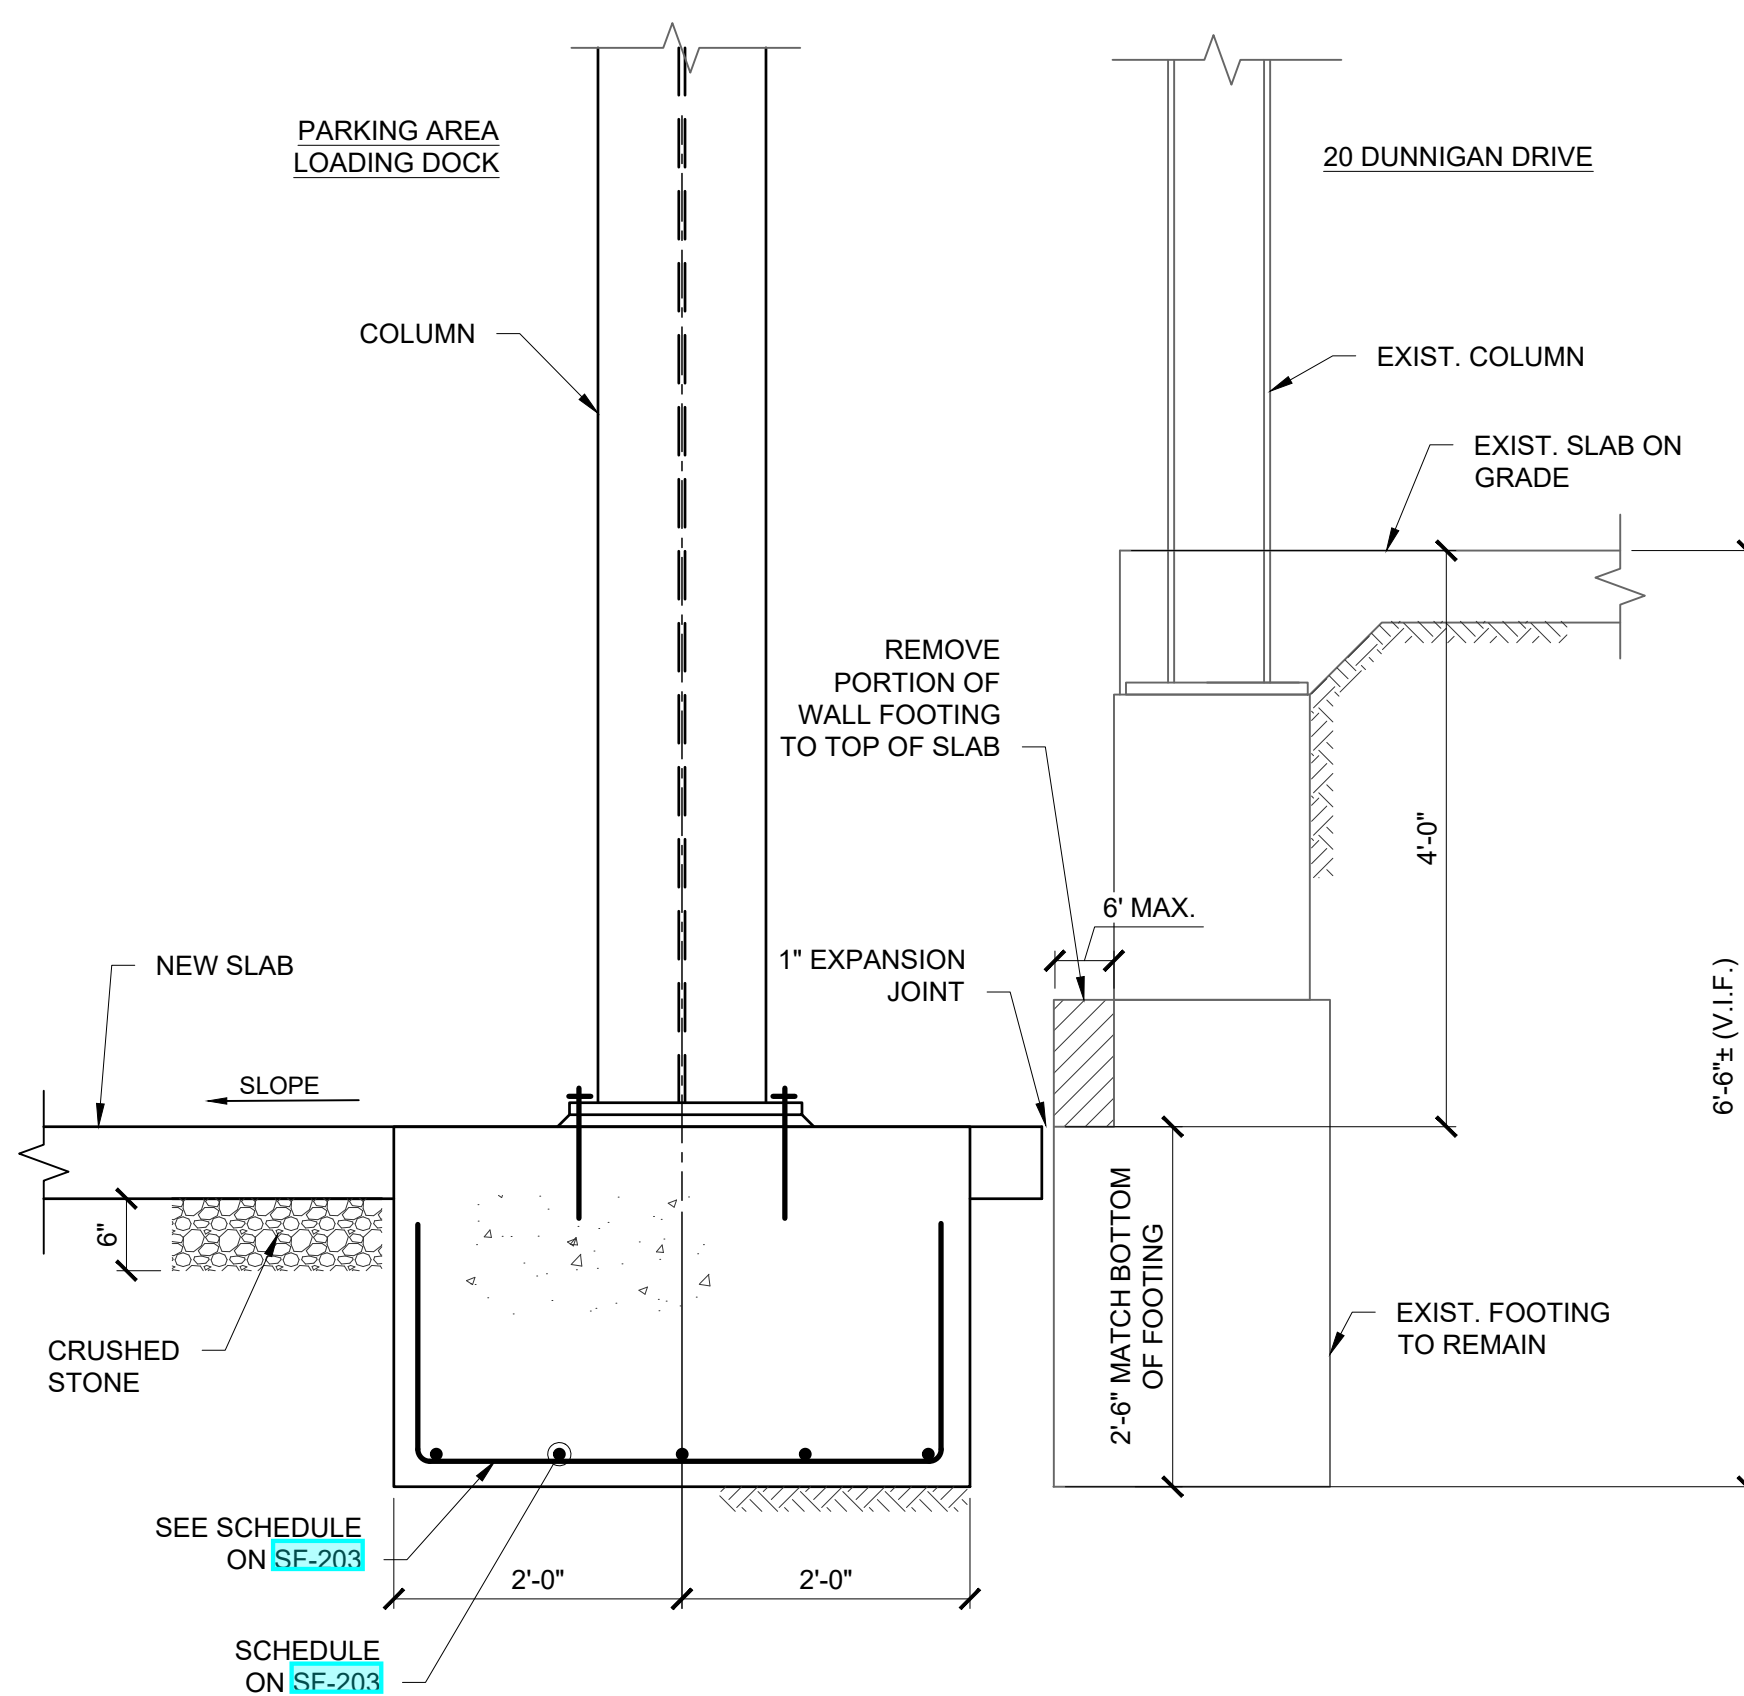 PARKING AREA
LOADING DOCK
20 DUNNIGAN DRIVE
COLUMN
EXIST. COLUMN
EXIST. SLAB ON
GRADE
REMOVE
PORTION OF
WALL FOOTING
TO TOP OF SLAB
4'-0"
6' MAX.
NEW SLAB
1" EXPANSION
JOINT
6'-6"± (V.I.F.)
SLOPE
6"
2'-6" MATCH BOTTOM
OF FOOTING
CRUSHED
STONE
EXIST. FOOTING
TO REMAIN
SEE SCHEDULE
ON SF-203
2'-0"
2'-0"
SCHEDULE
ON SF-203